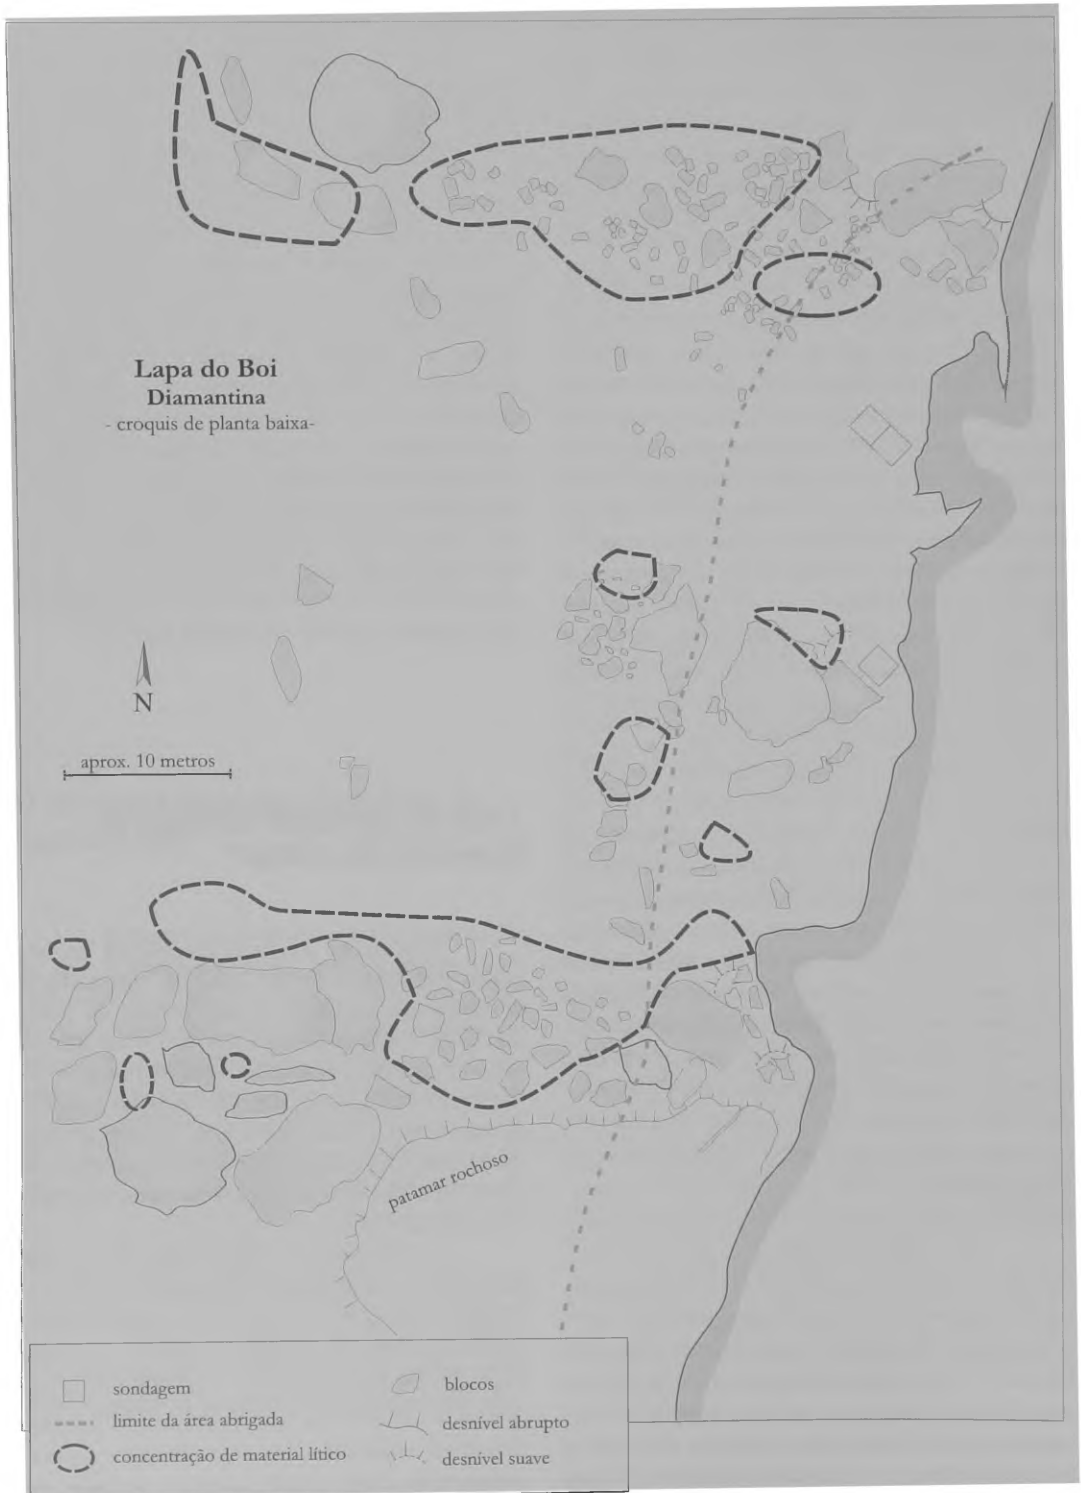 Lapa do Boi
Diamantina
- croquis de planta baixa-
N
aprox. 10 metros
patamar rochoso
sondagem
limite da área abrigada
concentração de material lítico
blocos
desnível abrupto
desnível suave